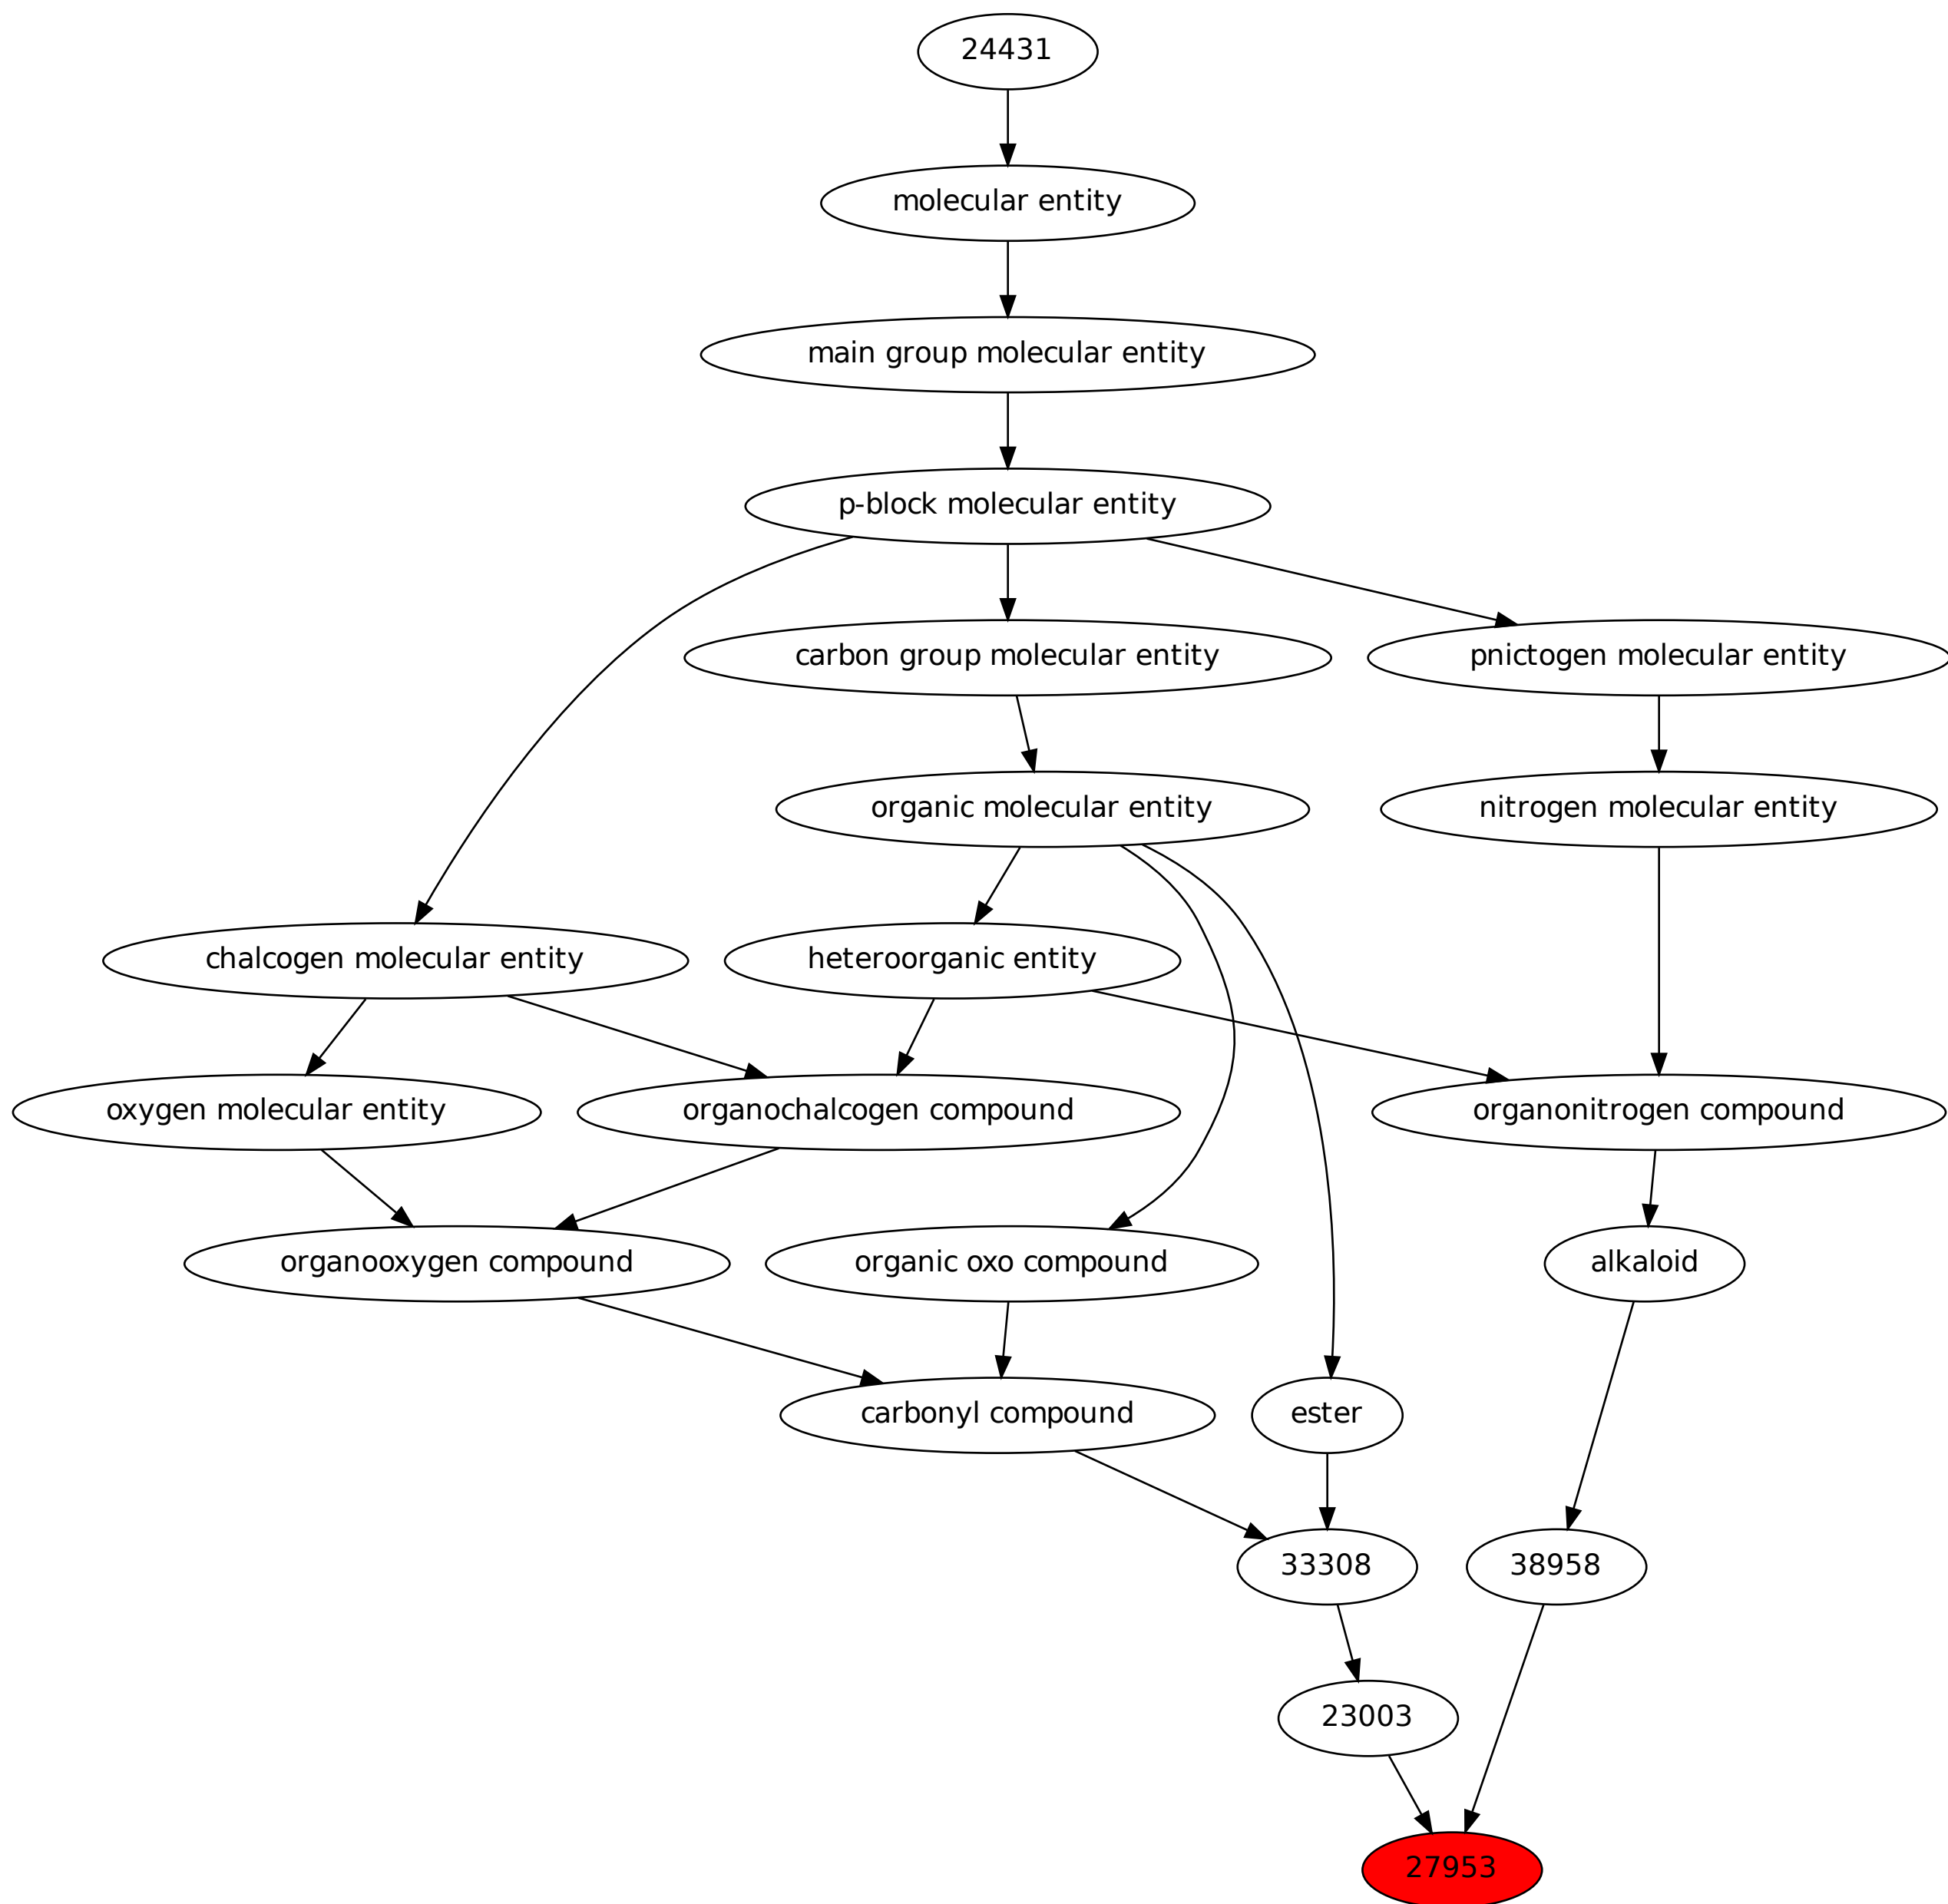 24431
molecular entity
main group molecular entity
p-block molecular entity
carbon group molecular entity
pnictogen molecular entity
organic molecular entity
nitrogen molecular entity
chalcogen molecular entity
heteroorganic entity
oxygen molecular entity
organochalcogen compound
organonitrogen compound
organooxygen compound
organic oxo compound
alkaloid
carbonyl compound
ester
33308
38958
23003
27953